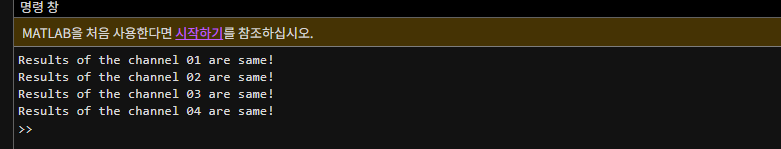 명령 창
MATLAB을 처음 사용한다면 시작하기를 참조하십시오.
Results of the channel 01 are same!
Results of the channel 02 are same!
Results of the channel 03 are same!
Results of the channel 04 are same!
>>